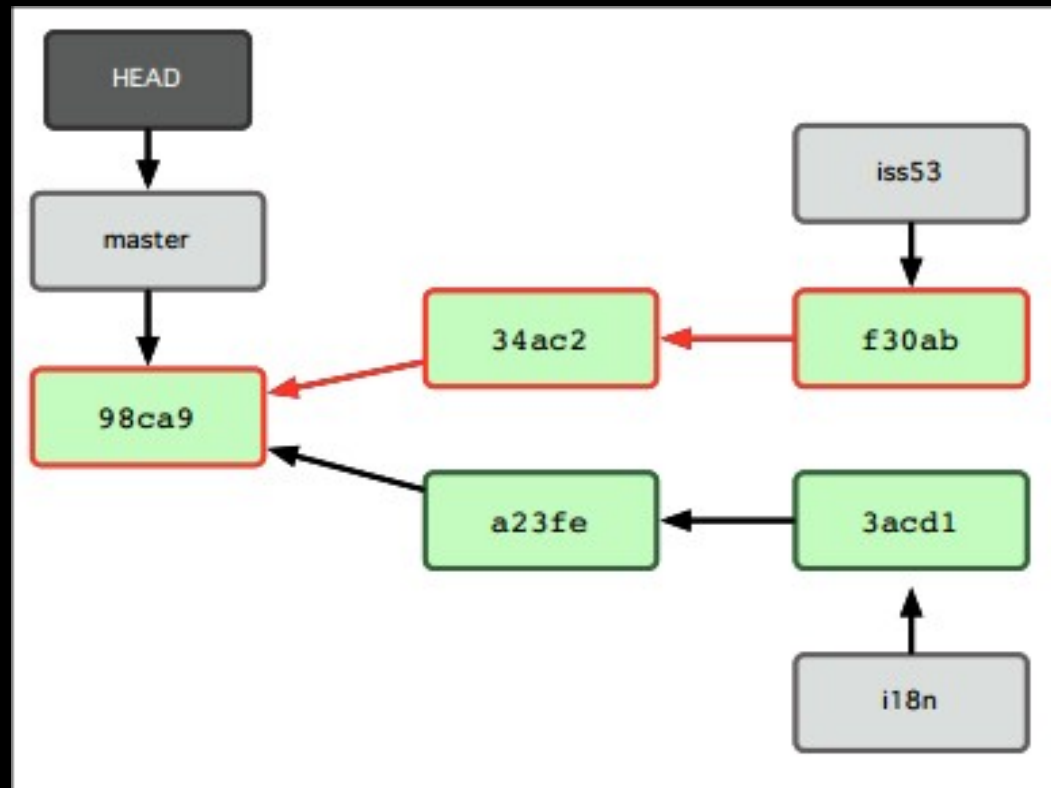 HEAD
iss53
master
34ac2
f30ab
98ca9
a23fe
3acd1
i18n